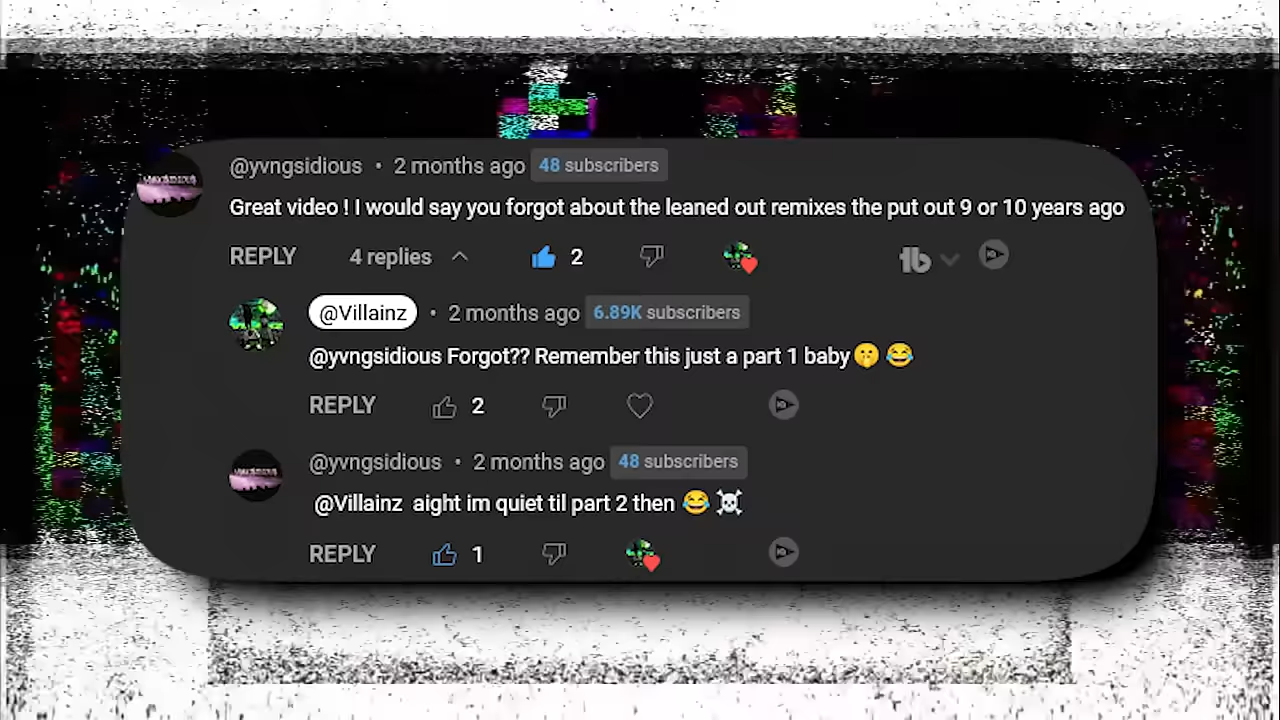 @yvngsidious • 2 months ago 48 subscribers
Great video ! I would say you forgot about the leaned out remixes the put out 9 or 10 years ago
REPLY 4 replies 2
@Villainz • 2 months ago 6.89K subscribers
@yvngsidious Forgot?? Remember this just a part 1 baby🤫 😂
REPLY 2
@yvngsidious • 2 months ago 48 subscribers
@Villainz aight im quiet til part 2 then 😂 ☠️
REPLY 1